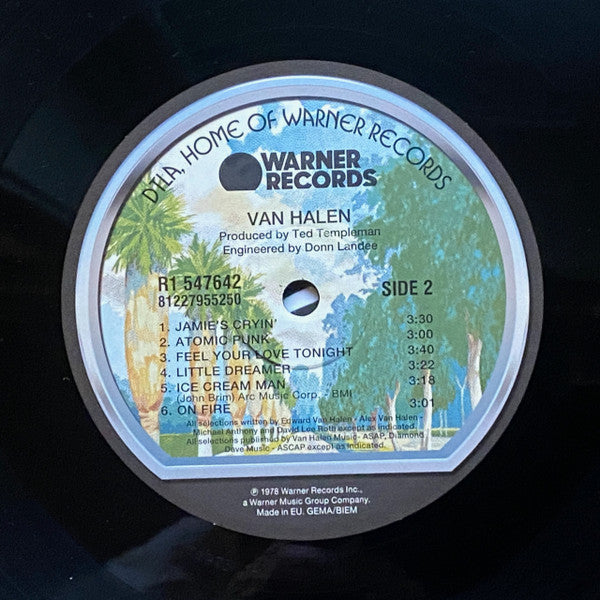 DTLA, HOME OF WARNER RECORDS
WARNER
RECORDS
VAN HALEN
Produced by Ted Templeman
Engineered by Donn Landee
R1 547642
81227955250
SIDE 2
1. JAMIE'S CRYIN' 3:30
2. ATOMIC PUNK 3:00
3. FEEL YOUR LOVE TONIGHT 3:40
4. LITTLE DREAMER 3:22
5. ICE CREAM MAN 3:18
(John Brim) Arc Music Corp. - BMI
6. ON FIRE 3:01
All selections written by Edward Van Halen - Alex Van Halen -
Michael Anthony and David Lee Roth except as indicated.
All selections published by Van Halen Music - ASAP, Diamond
Dave Music - ASCAP except as indicated.
℗ 1978 Warner Records Inc.,
a Warner Music Group Company.
Made in EU. GEMA/BIEM